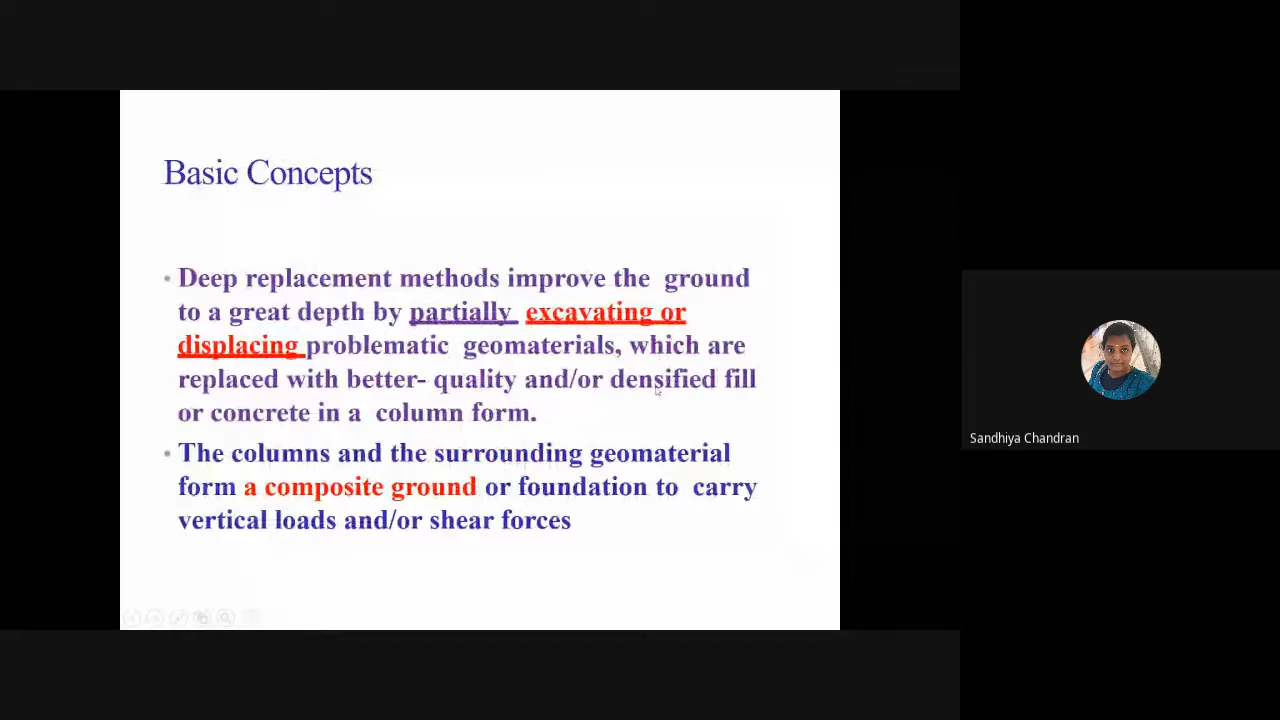 Basic Concepts
• Deep replacement methods improve the ground
to a great depth by partially excavating or
displacing problematic geomaterials, which are
replaced with better- quality and/or densified fill
or concrete in a column form.
• The columns and the surrounding geomaterial
form a composite ground or foundation to carry
vertical loads and/or shear forces
Sandhiya Chandran